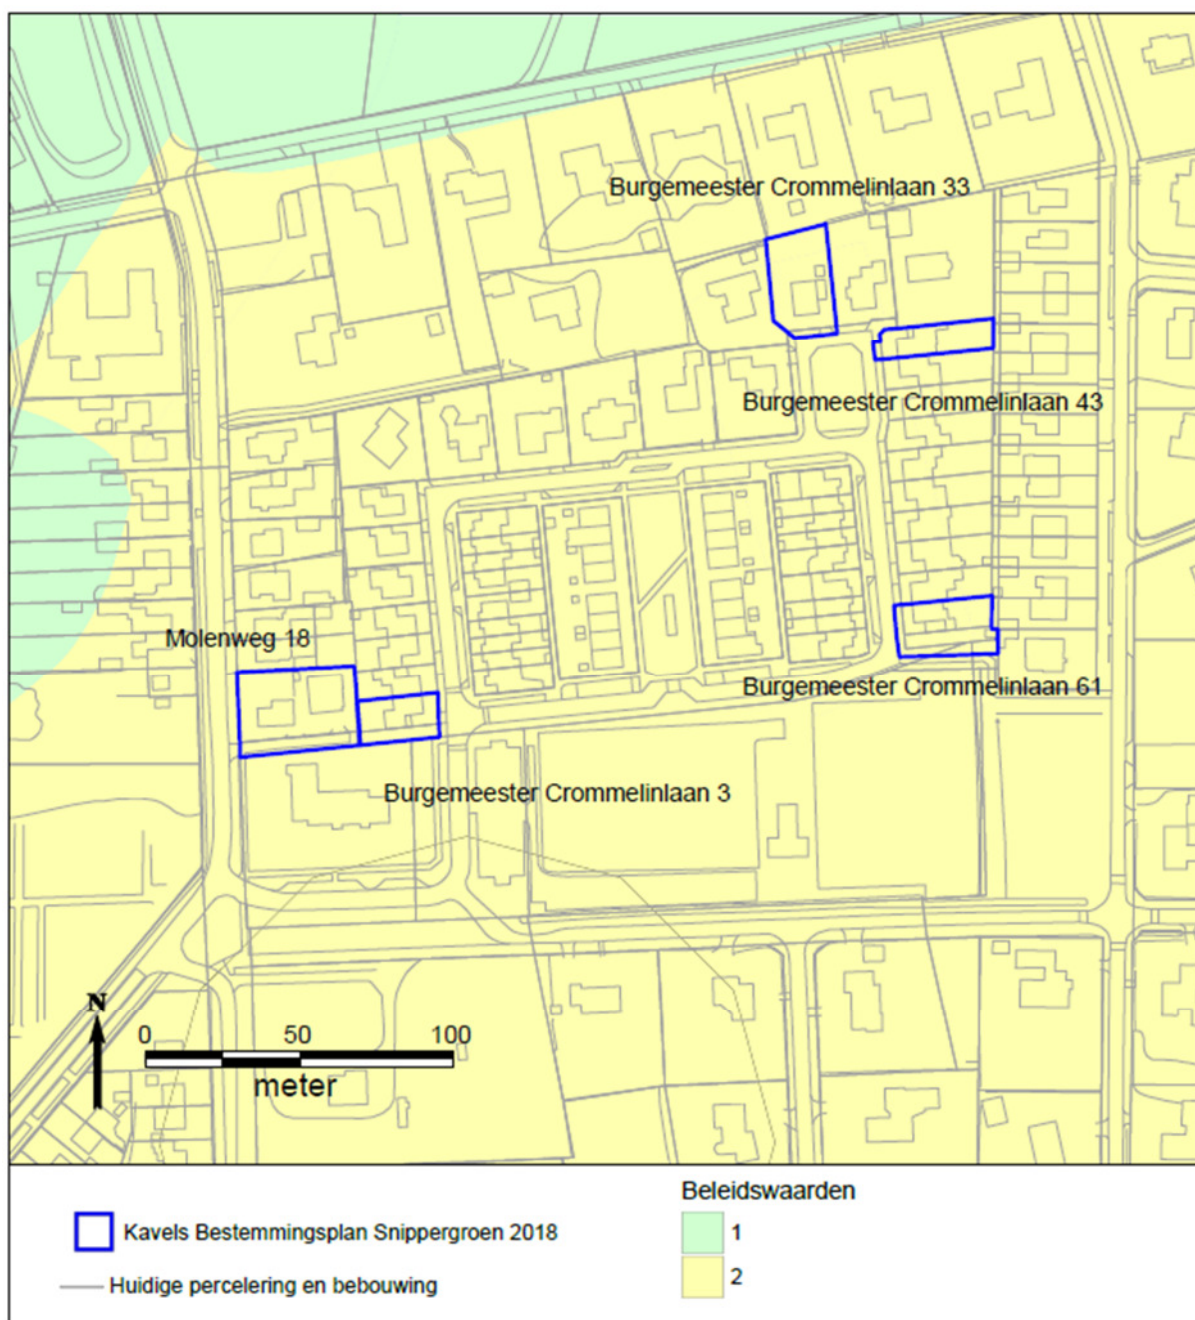 Burgemeester Crommelinlaan 33
Burgemeester Crommelinlaan 43
Molenweg 18
Burgemeester Crommelinlaan 61
Burgemeester Crommelinlaan 3
N
0 50 100
meter
Beleidswaarden
Kavels Bestemmingsplan Snippergroen 2018
1
Huidige percelering en bebouwing
2